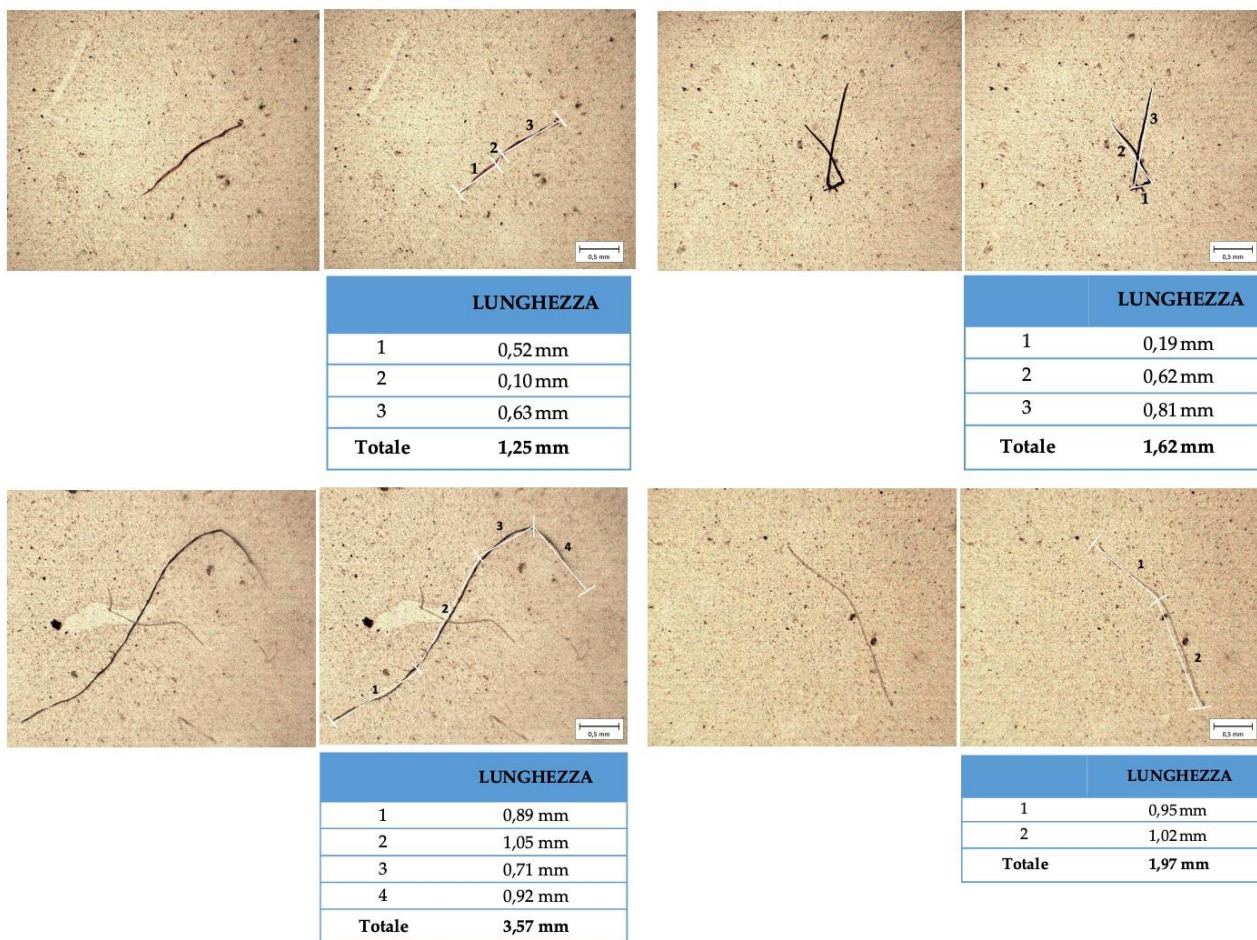 3
2
1
0,5 mm
3
2
1
0,5 mm
LUNGHEZZA
1 0,52 mm
2 0,10 mm
3 0,63 mm
Totale 1,25 mm
LUNGHEZZA
1 0,19 mm
2 0,62 mm
3 0,81 mm
Totale 1,62 mm
3
4
2
1
0,5 mm
1
2
0,5 mm
LUNGHEZZA
1 0,89 mm
2 1,05 mm
3 0,71 mm
4 0,92 mm
Totale 3,57 mm
LUNGHEZZA
1 0,95 mm
2 1,02 mm
Totale 1,97 mm